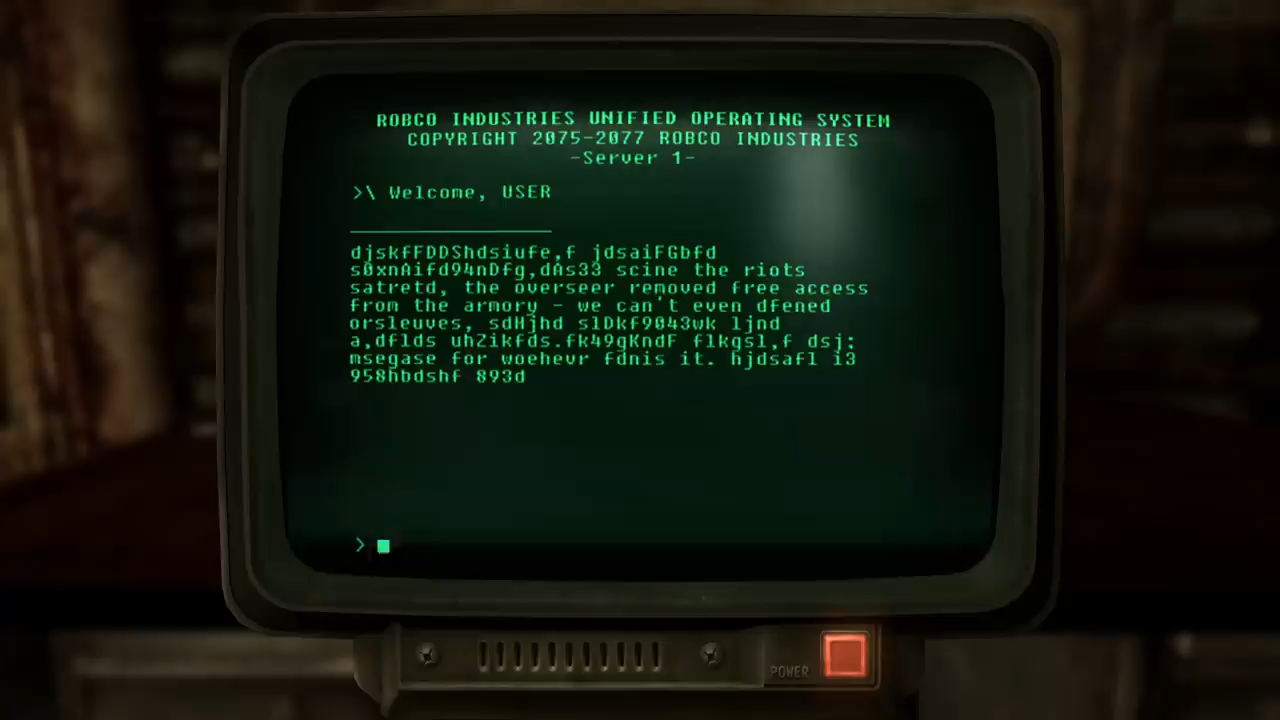 ROBCO INDUSTRIES UNIFIED OPERATING SYSTEM
COPYRIGHT 2075-2077 ROBCO INDUSTRIES
-Server 1-
>\ Welcome, USER
djskfFDDShdsiufe,f jdsaiFGbfd
s0xnAifd94nDfg,dAs33 scine the riots
satretd, the overseer removed free access
from the armory - we can't even dfened
orsleuves, sdHjhd slDkf9043wk ljnd
a,dflds uhZikfds.fk49gKndF flkgsl,f dsj;
msegase for woehevr fdnis it. hjdsafl i3
958hbdshf 893d
>
POWER